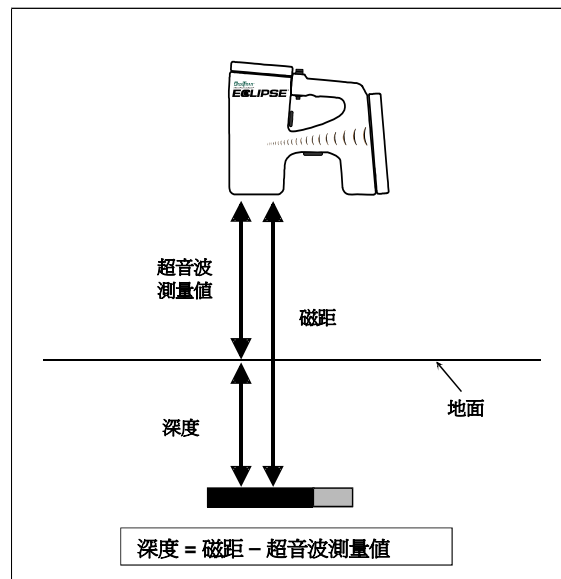 ECLIPSE
超音波
測量值
磁距
地面
深度
深度 = 磁距 – 超音波測量值